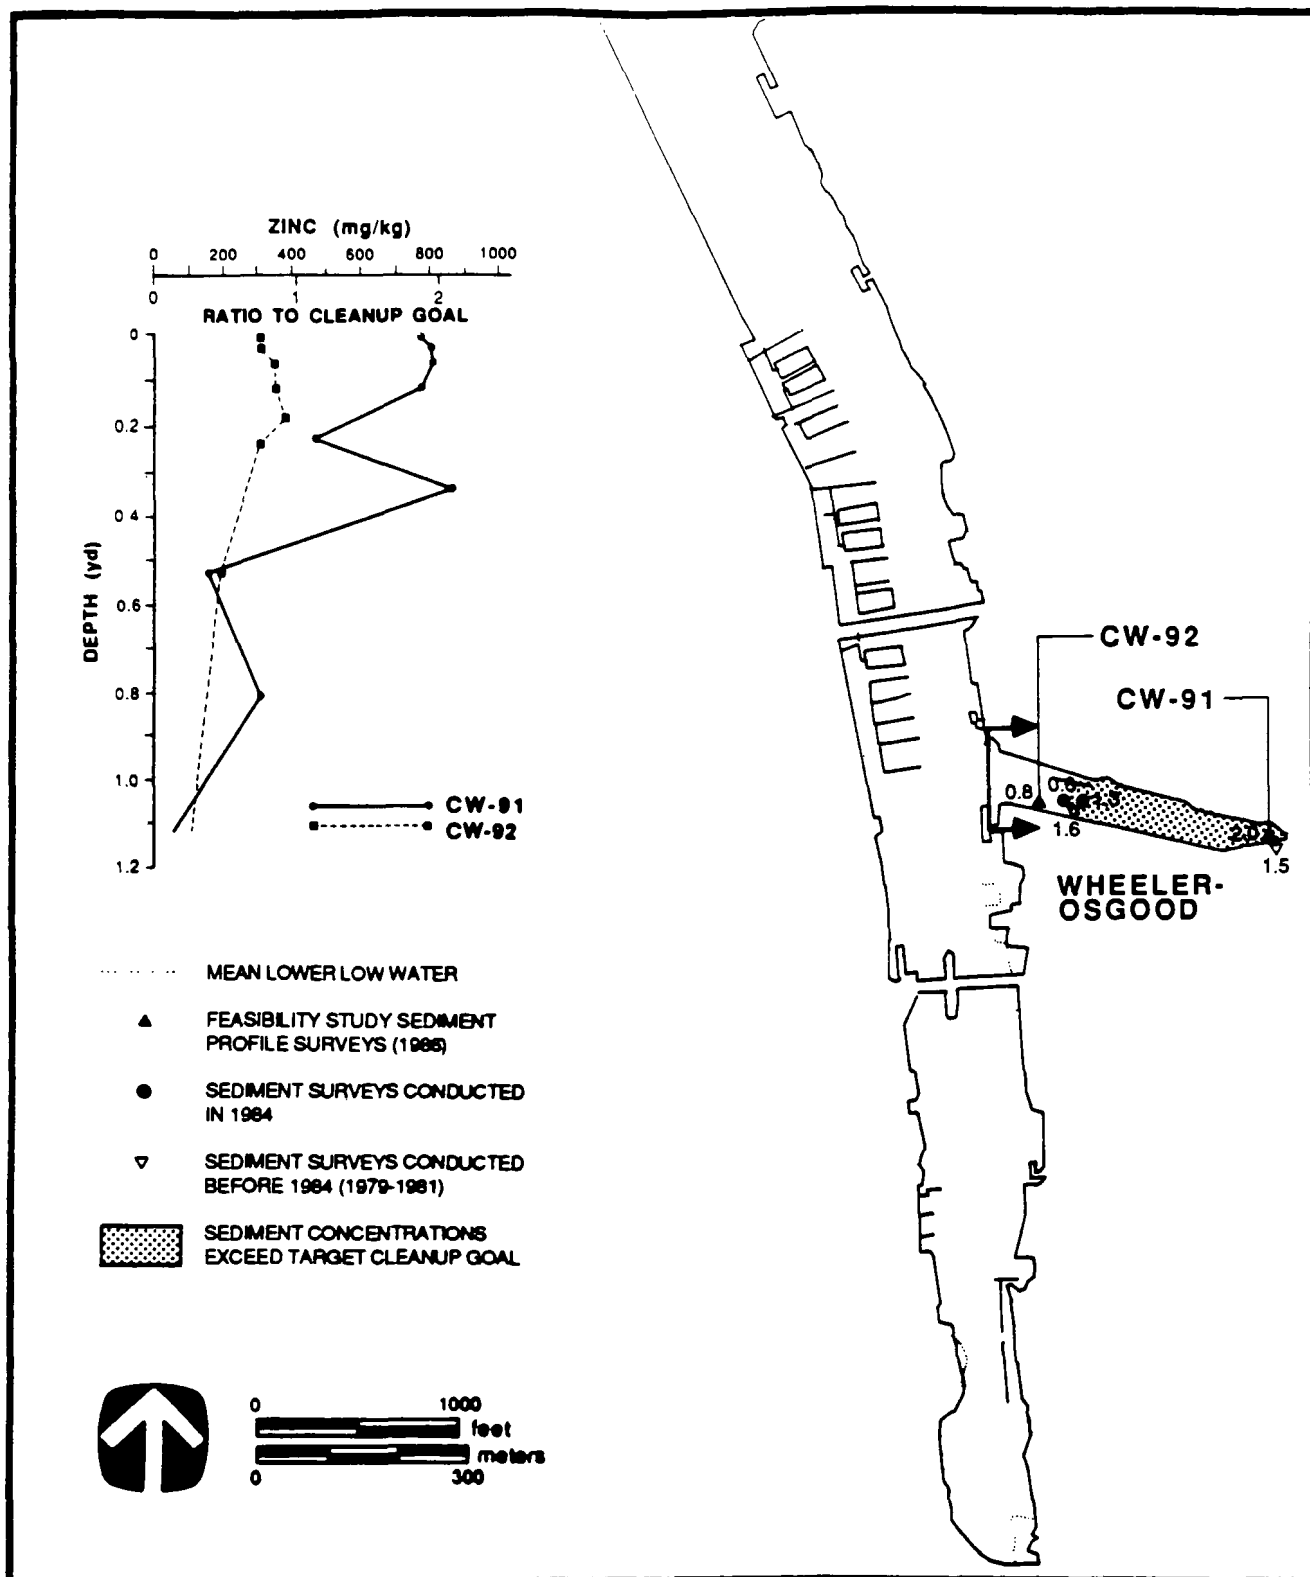 ZINC (mg/kg)
0 200 400 600 800 1000
0 1 2
RATIO TO CLEANUP GOAL
0
0.2
0.4
0.6
0.8
1.0
1.2
DEPTH (yd)
CW-91
CW-92
CW-92
CW-91
0.8
1.6
2.0
1.5
WHEELER-
OSGOOD
MEAN LOWER LOW WATER
FEASIBILITY STUDY SEDIMENT
PROFILE SURVEYS (1986)
SEDIMENT SURVEYS CONDUCTED
IN 1984
SEDIMENT SURVEYS CONDUCTED
BEFORE 1984 (1979-1981)
SEDIMENT CONCENTRATIONS
EXCEED TARGET CLEANUP GOAL
0 1000
feet
meters
0 300